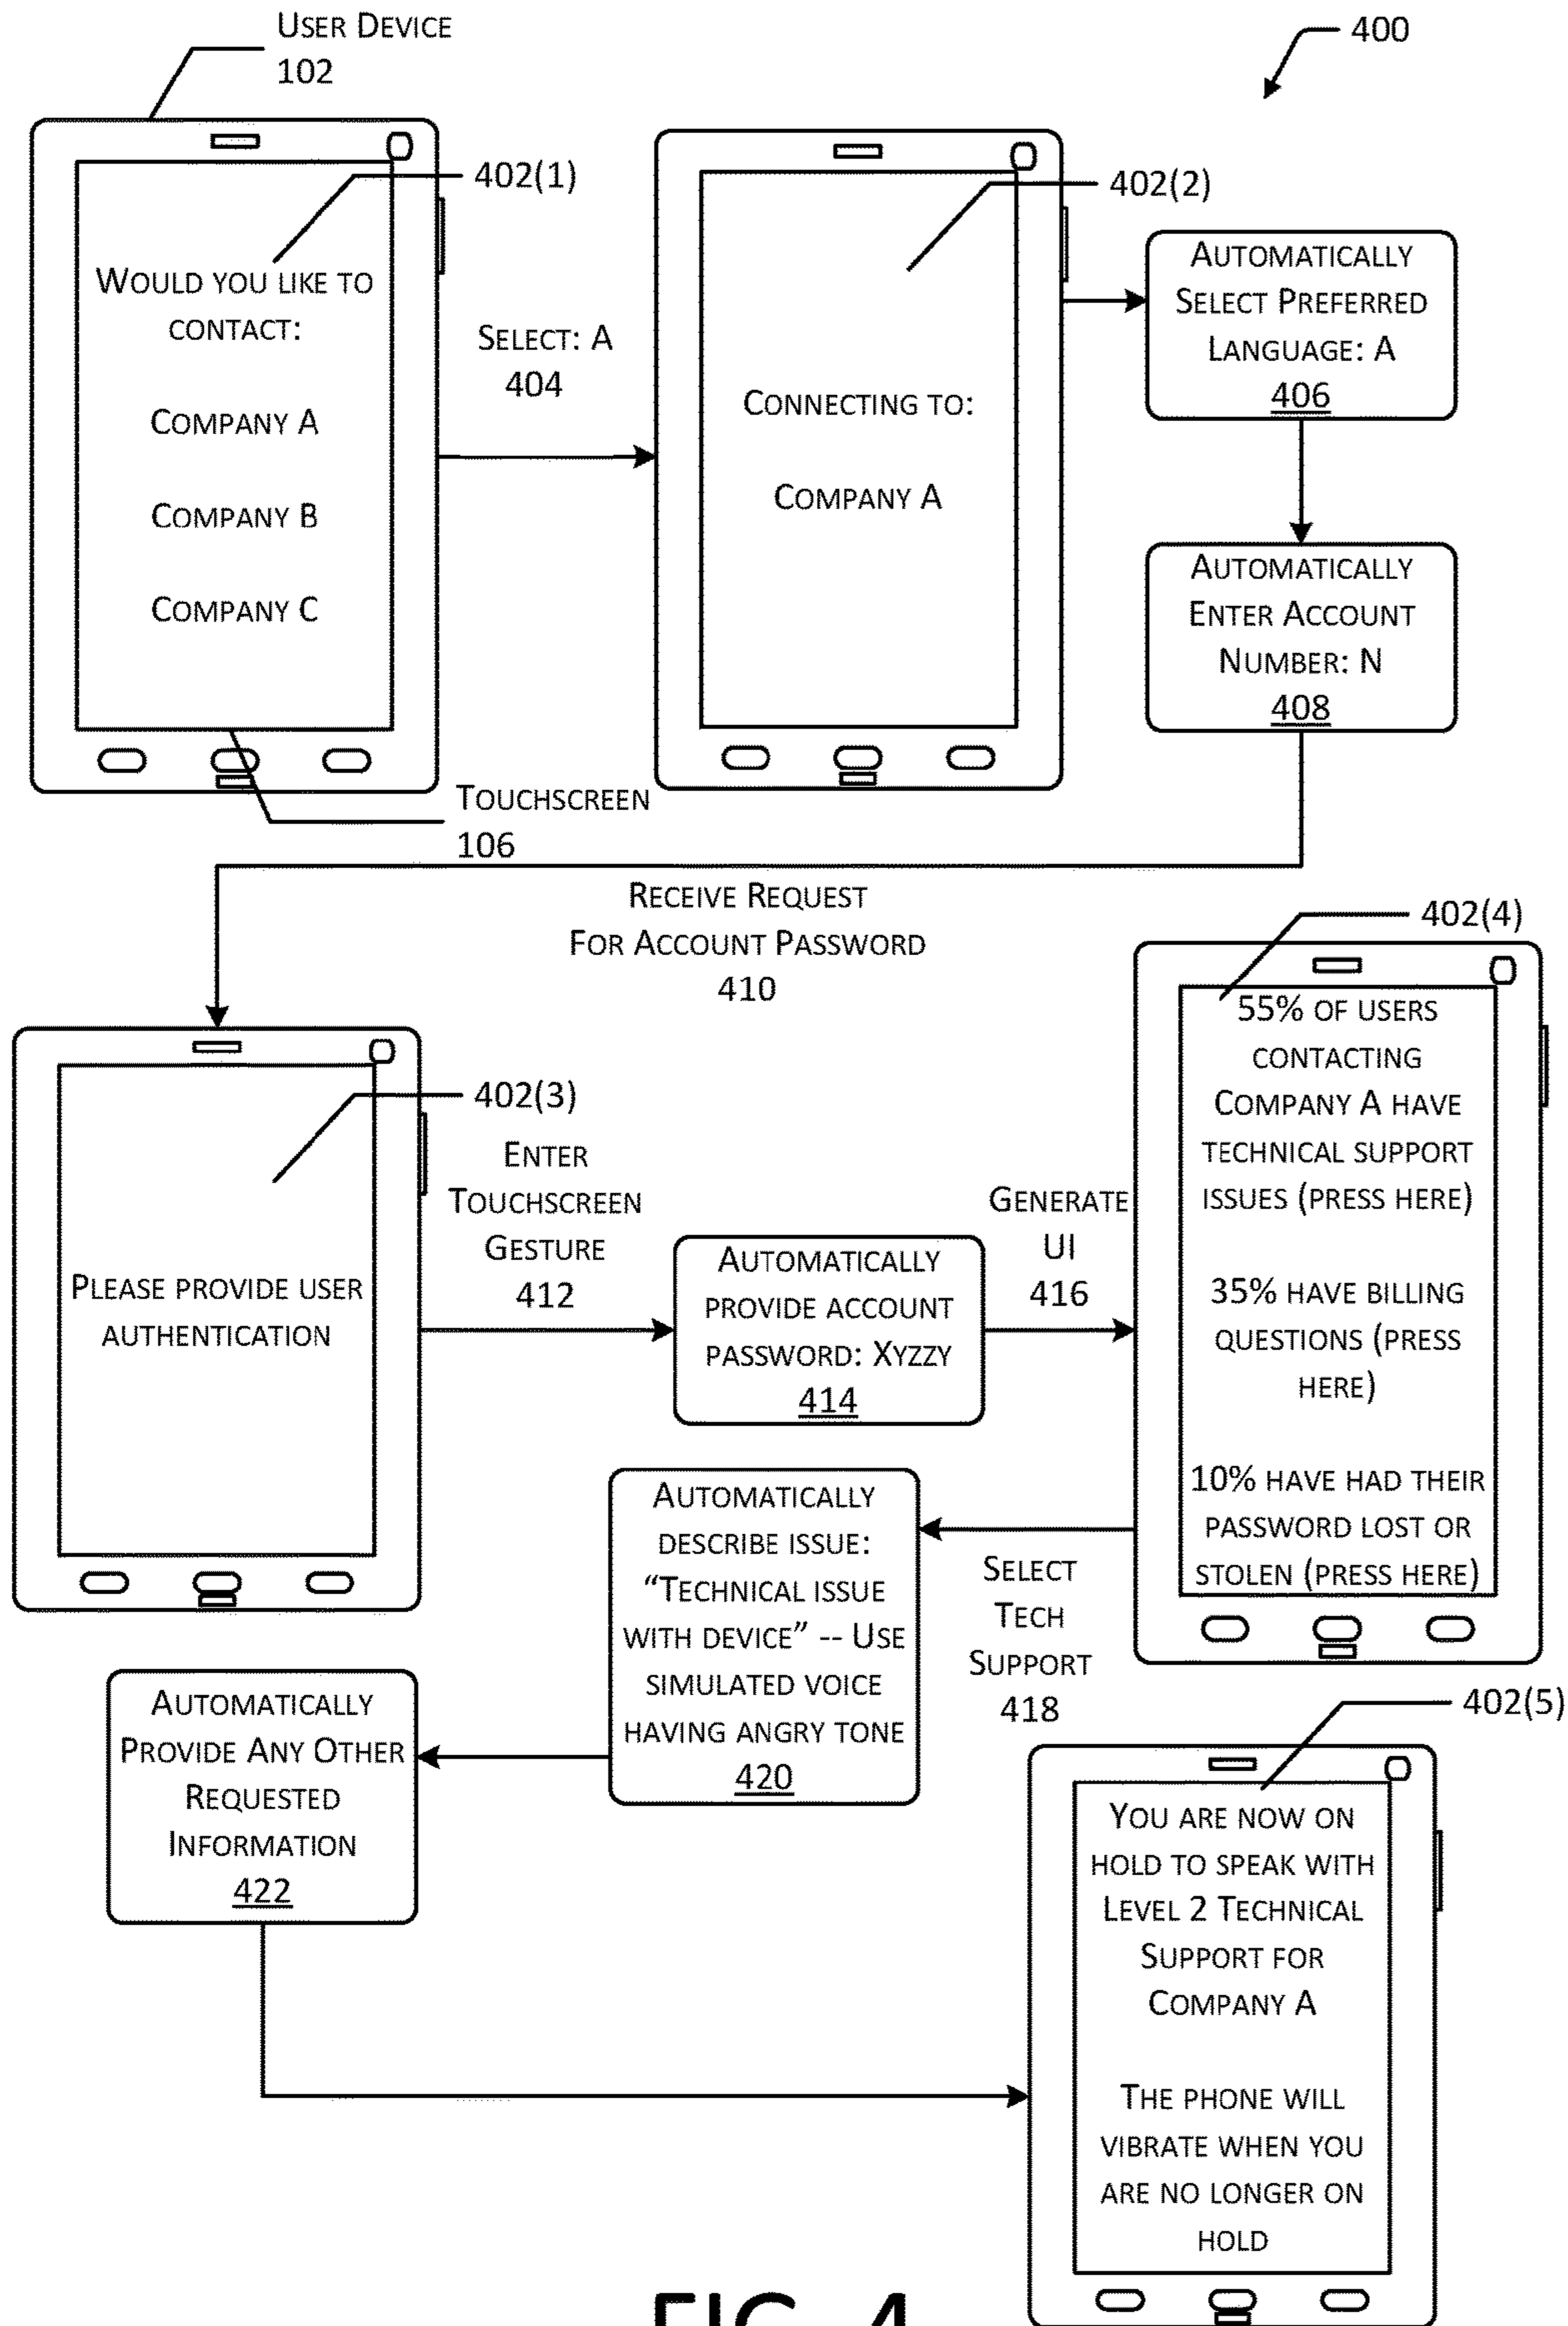 USER DEVICE
102
400
402(1)
WOULD YOU LIKE TO
CONTACT:
COMPANY A
COMPANY B
COMPANY C
SELECT: A
404
402(2)
CONNECTING TO:
COMPANY A
AUTOMATICALLY
SELECT PREFERRED
LANGUAGE: A
406
AUTOMATICALLY
ENTER ACCOUNT
NUMBER: N
408
TOUCHSCREEN
106
RECEIVE REQUEST
FOR ACCOUNT PASSWORD
410
402(3)
PLEASE PROVIDE USER
AUTHENTICATION
ENTER
TOUCHSCREEN
GESTURE
412
AUTOMATICALLY
PROVIDE ACCOUNT
PASSWORD: XYZZY
414
GENERATE
UI
416
402(4)
55% OF USERS
CONTACTING
COMPANY A HAVE
TECHNICAL SUPPORT
ISSUES (PRESS HERE)
35% HAVE BILLING
QUESTIONS (PRESS
HERE)
10% HAVE HAD THEIR
PASSWORD LOST OR
STOLEN (PRESS HERE)
SELECT
TECH
SUPPORT
418
AUTOMATICALLY
DESCRIBE ISSUE:
“TECHNICAL ISSUE
WITH DEVICE” -- USE
SIMULATED VOICE
HAVING ANGRY TONE
420
AUTOMATICALLY
PROVIDE ANY OTHER
REQUESTED
INFORMATION
422
402(5)
YOU ARE NOW ON
HOLD TO SPEAK WITH
LEVEL 2 TECHNICAL
SUPPORT FOR
COMPANY A
THE PHONE WILL
VIBRATE WHEN YOU
ARE NO LONGER ON
HOLD
FIG. 4